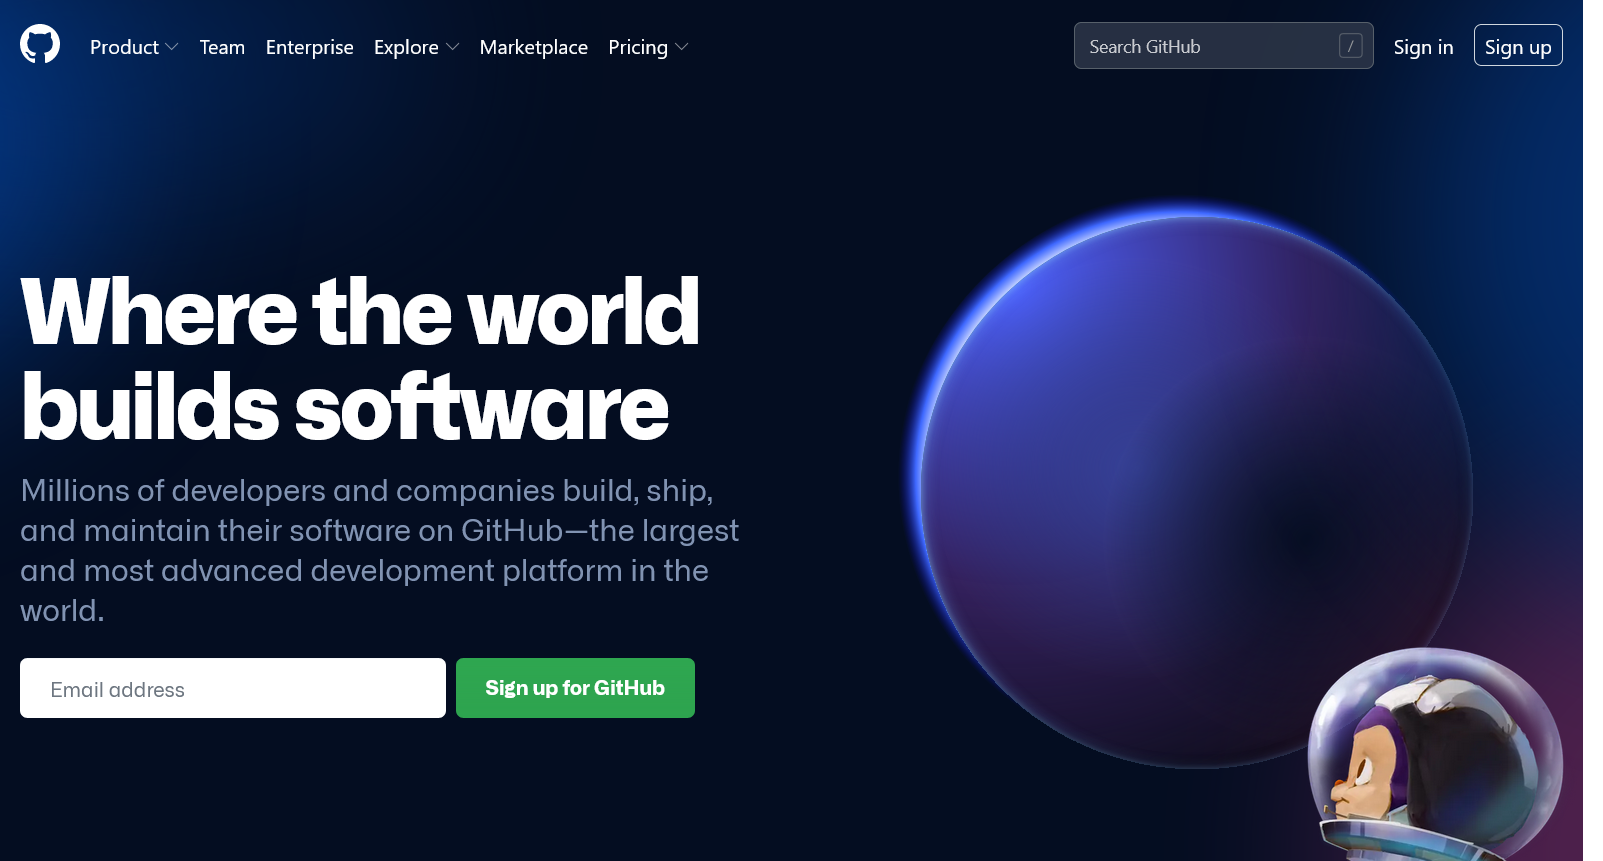 Product Team Enterprise Explore Marketplace Pricing Search GitHub / Sign in Sign up
Where the world
builds software
Millions of developers and companies build, ship,
and maintain their software on GitHub—the largest
and most advanced development platform in the
world.
Email address Sign up for GitHub